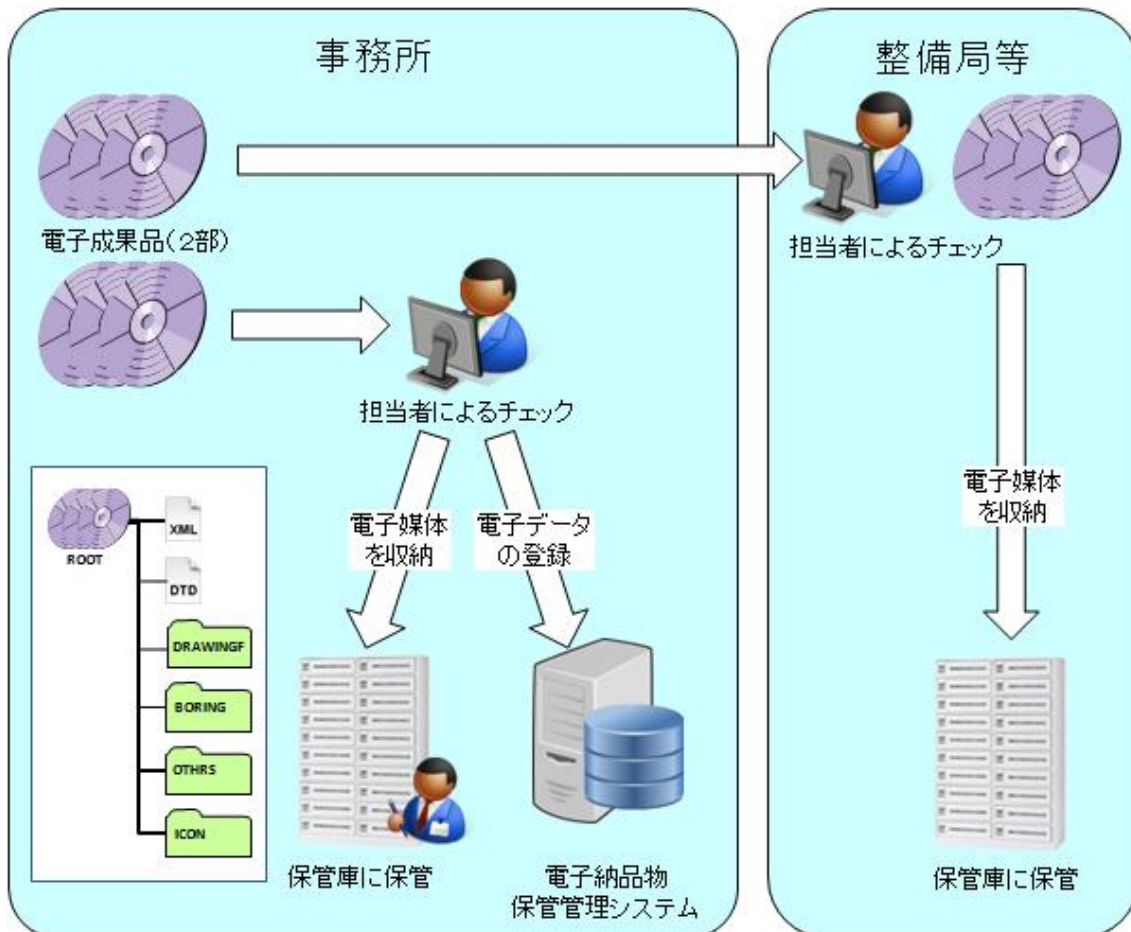 事務所
整備局等
電子成果品(2部)
担当者によるチェック
担当者によるチェック
電子媒体
を収納
電子データ
の登録
電子媒体
を収納
ROOT
XML
DTD
DRAWINGF
BORING
OTHRS
ICON
保管庫に保管
電子納品物
保管管理システム
保管庫に保管